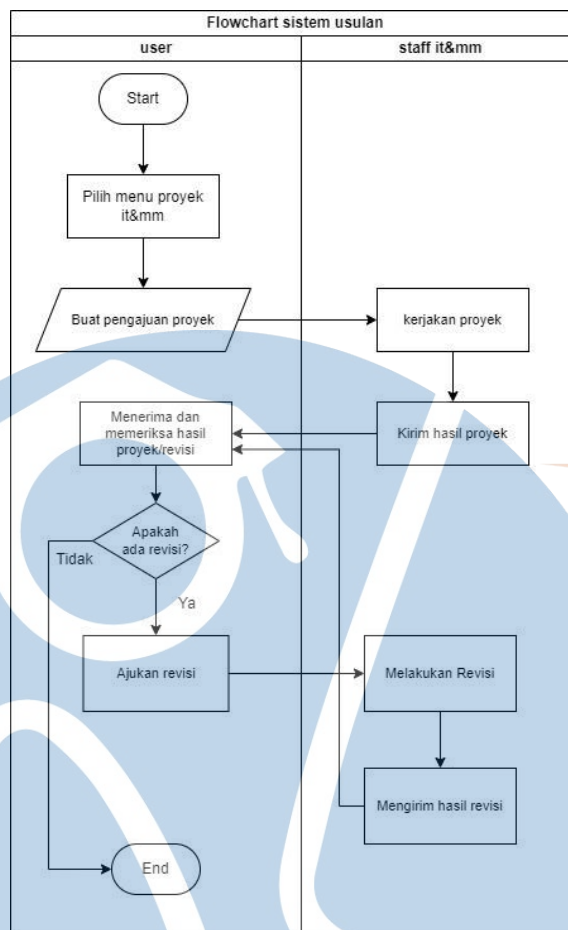 Flowchart sistem usulan
user
staff it&mm
Start
Pilih menu proyek
it&mm
Buat pengajuan proyek
kerjakan proyek
Menerima dan
memeriksa hasil
proyek/revisi
Kirim hasil proyek
Apakah
ada revisi?
Tidak
Ya
Ajukan revisi
Melakukan Revisi
Mengirim hasil revisi
End